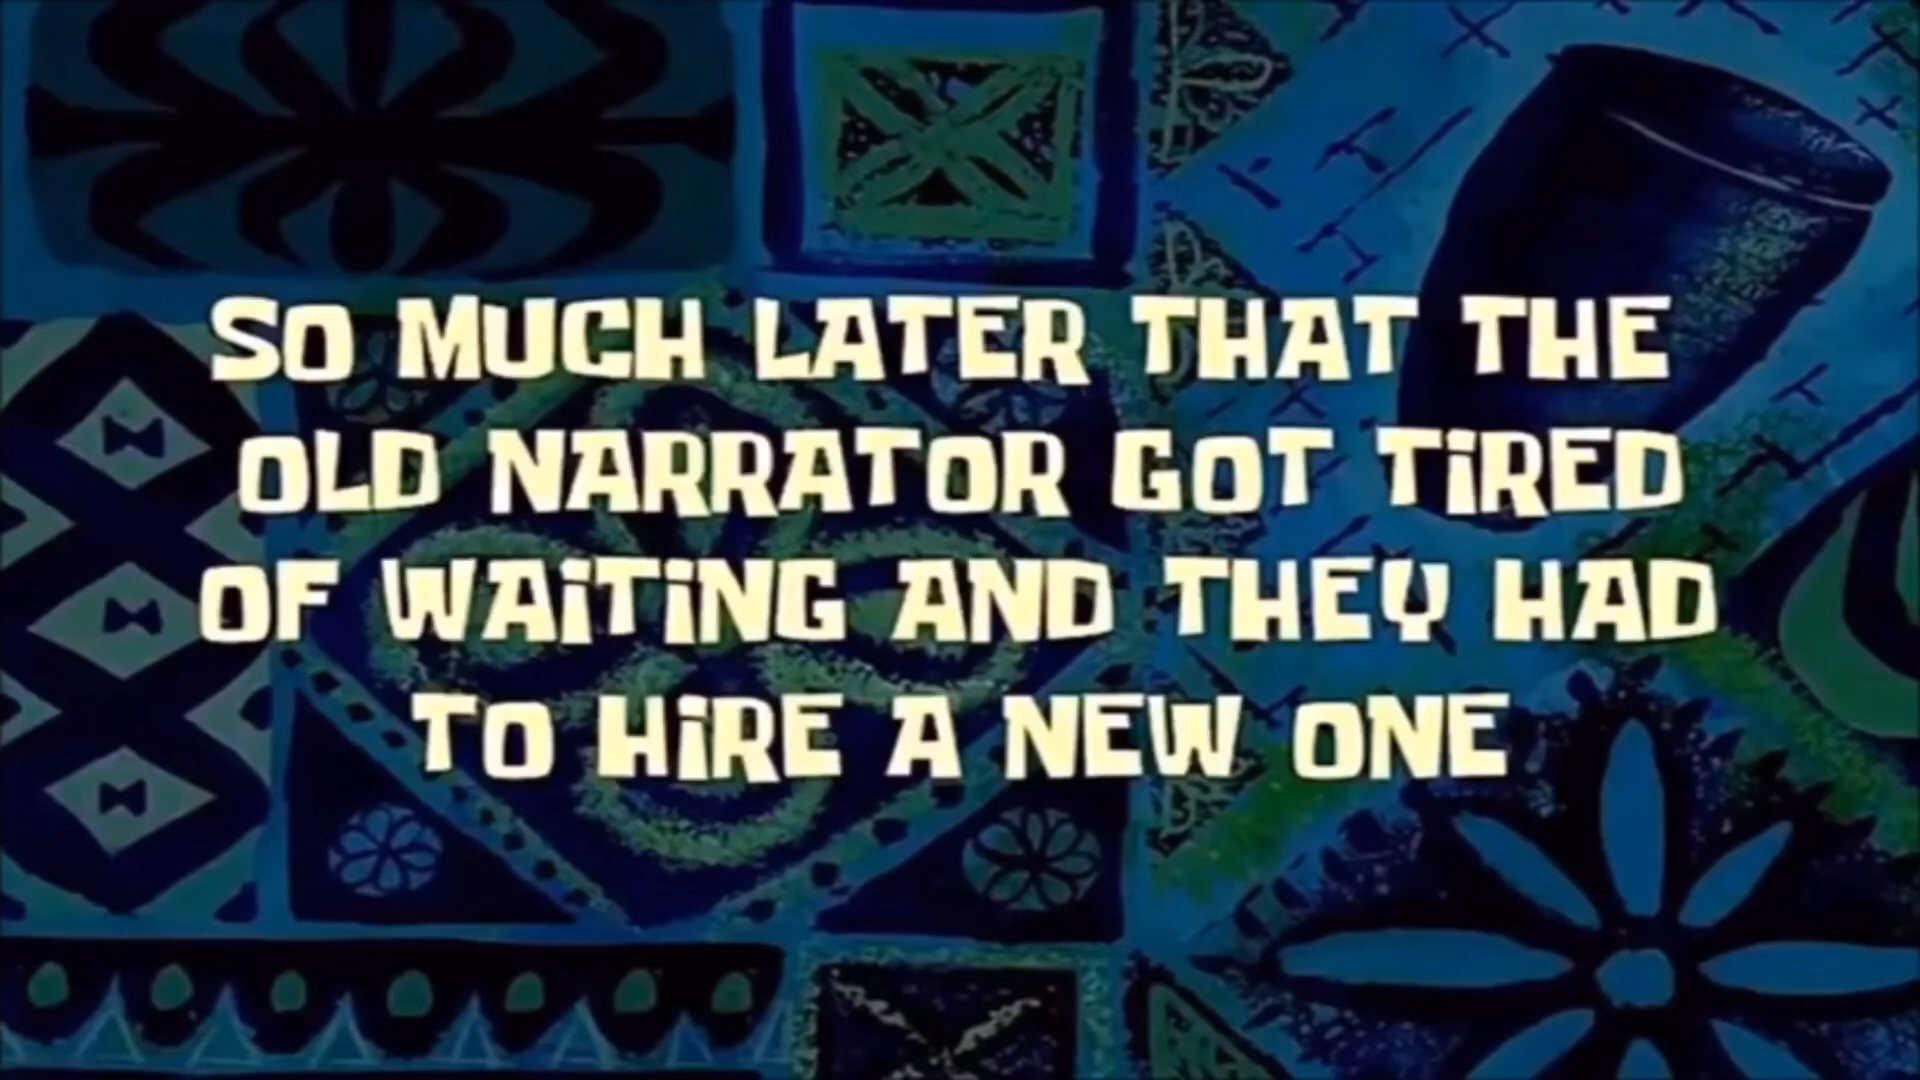 SO MUCH LATER THAT THE
OLD NARRATOR GOT TIRED
OF WAITING AND THEY HAD
TO HIRE A NEW ONE